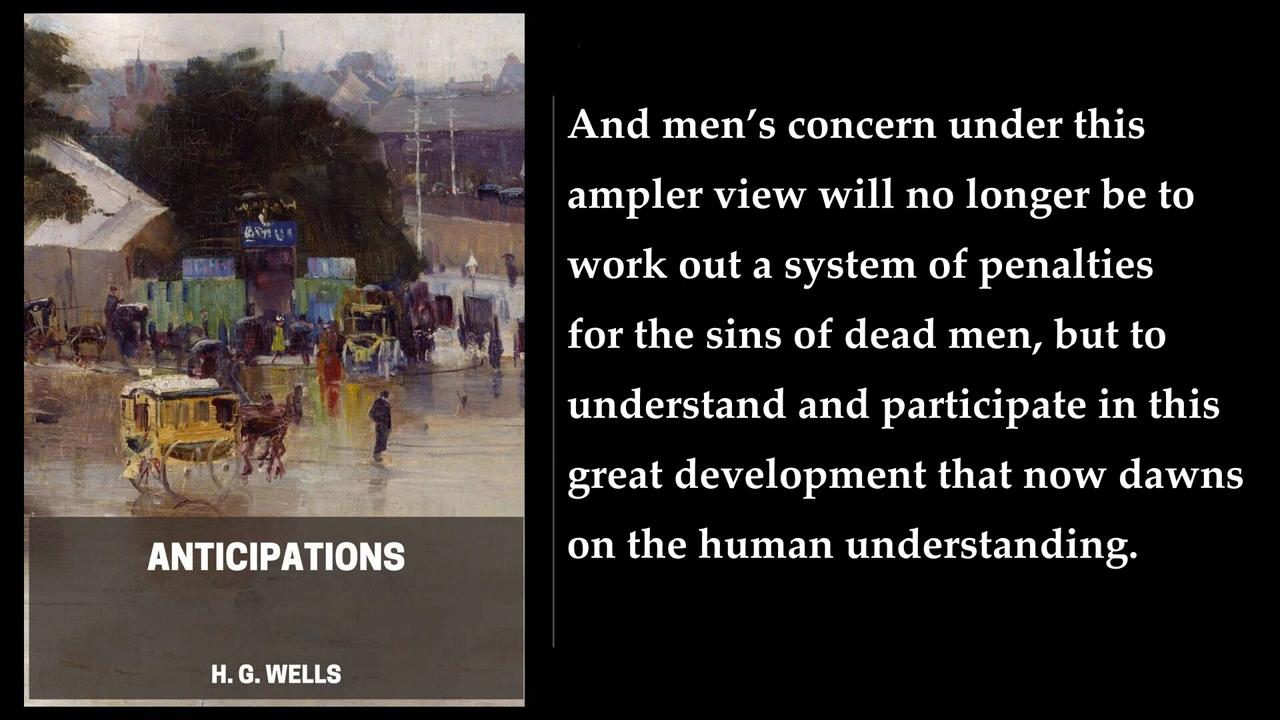 ANTICIPATIONS
H. G. WELLS
And men’s concern under this
ampler view will no longer be to
work out a system of penalties
for the sins of dead men, but to
understand and participate in this
great development that now dawns
on the human understanding.